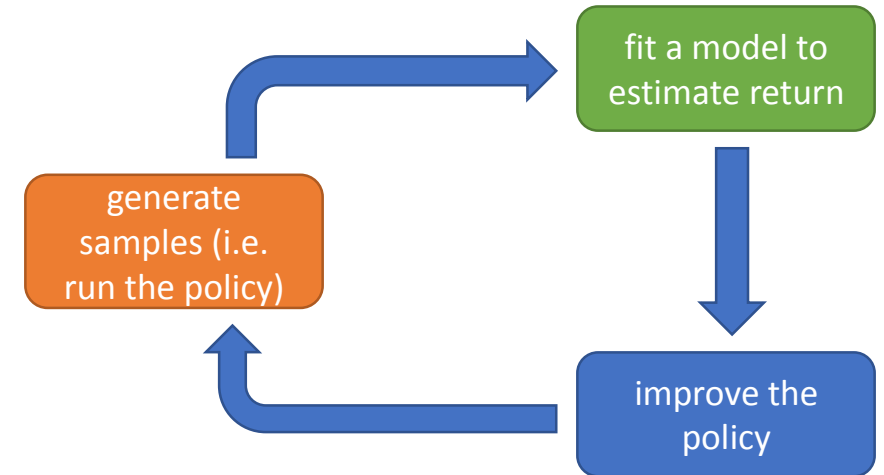 fit a model to
estimate return
generate
samples (i.e.
run the policy)
improve the
policy